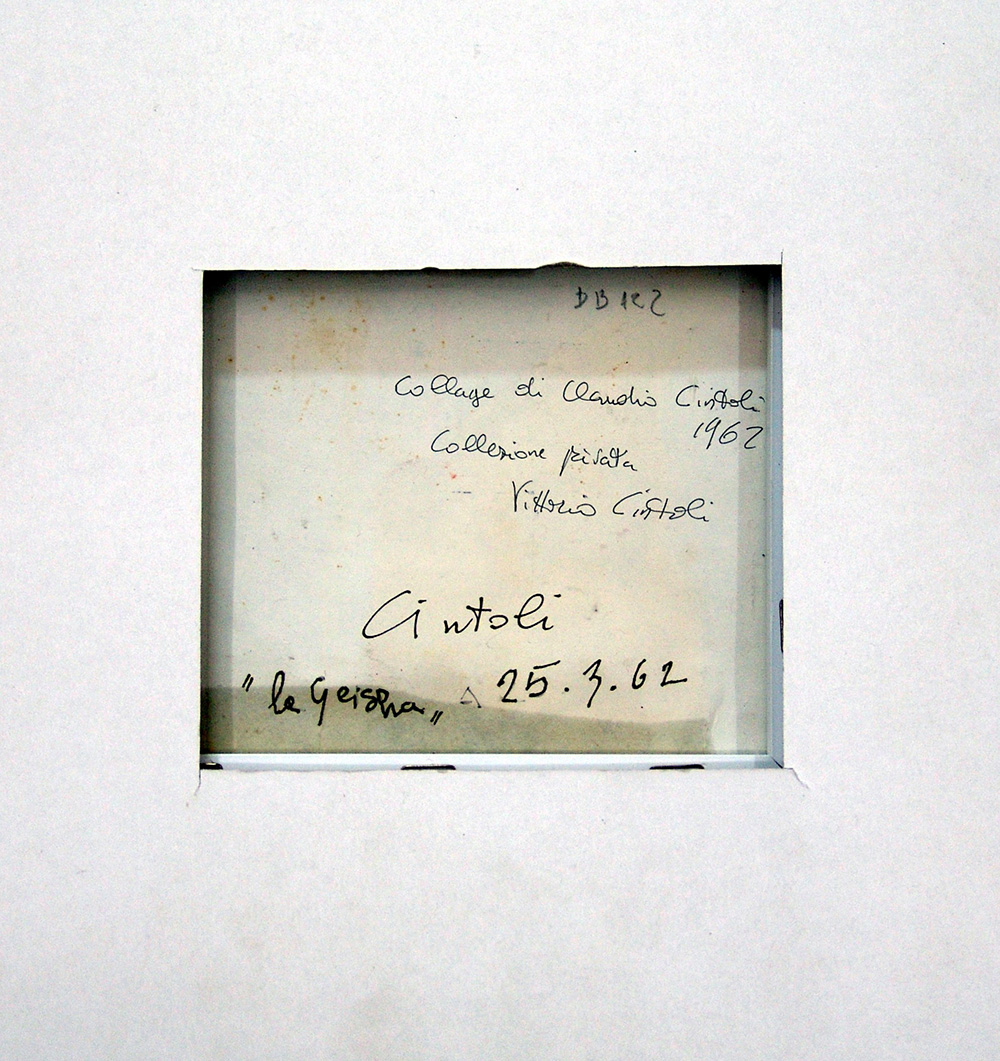 DB 122
Collage di Claudio Cintoli
1962
Collezione privata
Vittorio Cintoli
Cintoli
"la Geisha" 25.3.62